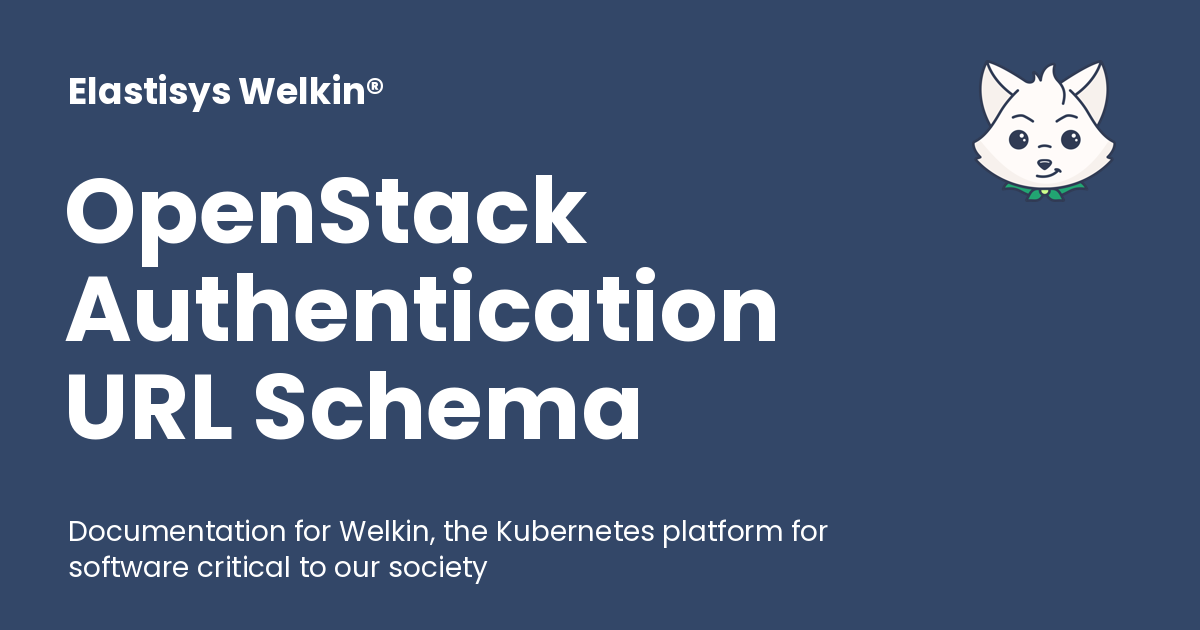 Elastisys Welkin®
OpenStack
Authentication
URL Schema
Documentation for Welkin, the Kubernetes platform for
software critical to our society